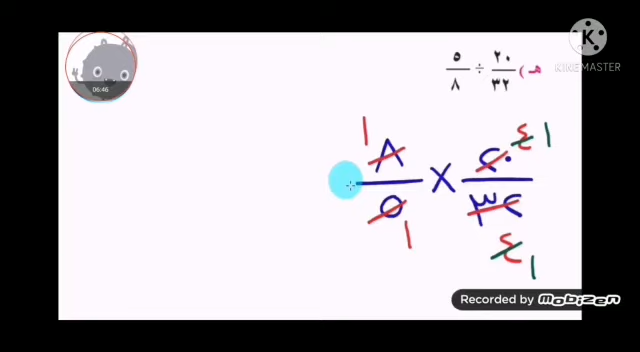 KINEMASTER
هـ) ٢٠/٣٢ ÷ ٥/٨
٢٠/٣٢ × ٨/٥
٤ ١ ١
٤ ١ ١
06:46
Recorded by mobizen